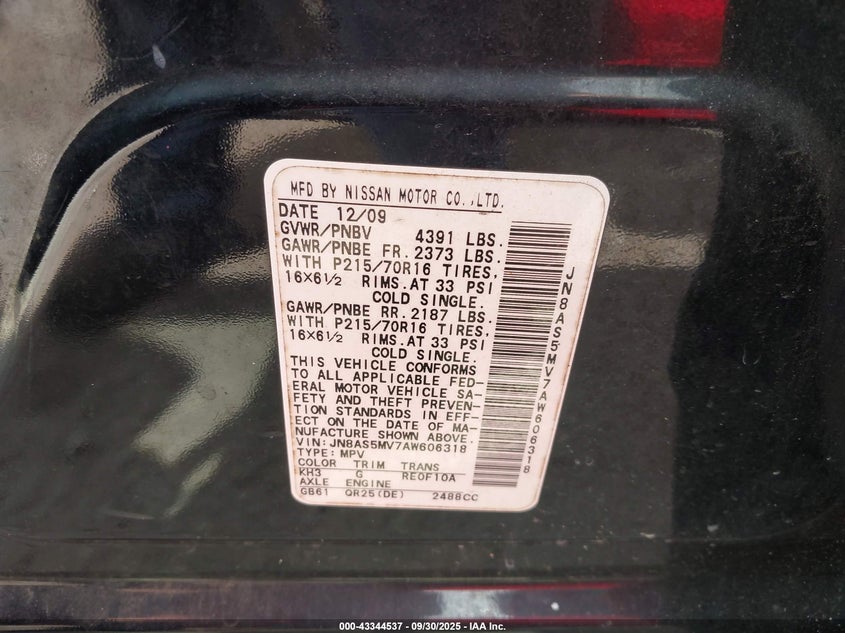 MFD BY NISSAN MOTOR CO.,LTD.
DATE 12/09
GVWR/PNBV 4391 LBS.
GAWR/PNBE FR. 2373 LBS.
WITH P215/70R16 TIRES,
16X6½ RIMS. AT 33 PSI
COLD SINGLE.
GAWR/PNBE RR. 2187 LBS.
WITH P215/70R16 TIRES,
16X6½ RIMS. AT 33 PSI
COLD SINGLE.
THIS VEHICLE CONFORMS
TO ALL APPLICABLE FED-
ERAL MOTOR VEHICLE SA-
FETY AND THEFT PREVEN-
TION STANDARDS IN EFF-
ECT ON THE DATE OF MA-
NUFACTURE SHOWN ABOVE.
VIN: JN8AS5MV7AW606318
TYPE: MPV
COLOR TRIM TRANS
KH3 G RE0F10A
AXLE ENGINE
GB61 QR25(DE) 2488CC
JN8AS5MV7AW606318
000-43344537 - 09/30/2025 - IAA Inc.